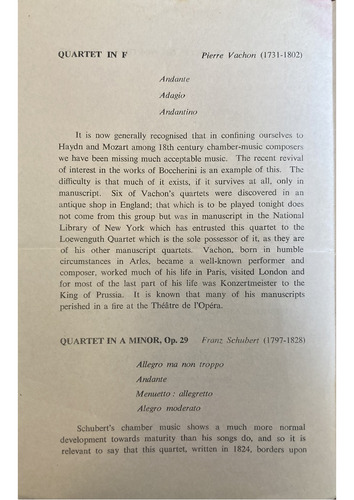 QUARTET IN F Pierre Vachon (1731-1802)
Andante
Adagio
Andantino
It is now generally recognised that in confining ourselves to
Haydn and Mozart among 18th century chamber-music composers
we have been missing much acceptable music. The recent revival
of interest in the works of Boccherini is an example of this. The
difficulty is that much of it exists, if it survives at all, only in
manuscript. Six of Vachon's quartets were discovered in an
antique shop in England; that which is to be played tonight does
not come from this group but was in manuscript in the National
Library of New York which has entrusted this quartet to the
Loewenguth Quartet which is the sole possessor of it, as they are
of his other manuscript quartets. Vachon, born in humble
circumstances in Arles, became a well-known performer and
composer, worked much of his life in Paris, visited London and
for most of the last part of his life was Konzertmeister to the
King of Prussia. It is known that many of his manuscripts
perished in a fire at the Théâtre de l'Opéra.
QUARTET IN A MINOR, Op. 29 Franz Schubert (1797-1828)
Allegro ma non troppo
Andante
Menuetto : allegretto
Alegro moderato
Schubert's chamber music shows a much more normal
development towards maturity than his songs do, and so it is
relevant to say that this quartet, written in 1824, borders upon